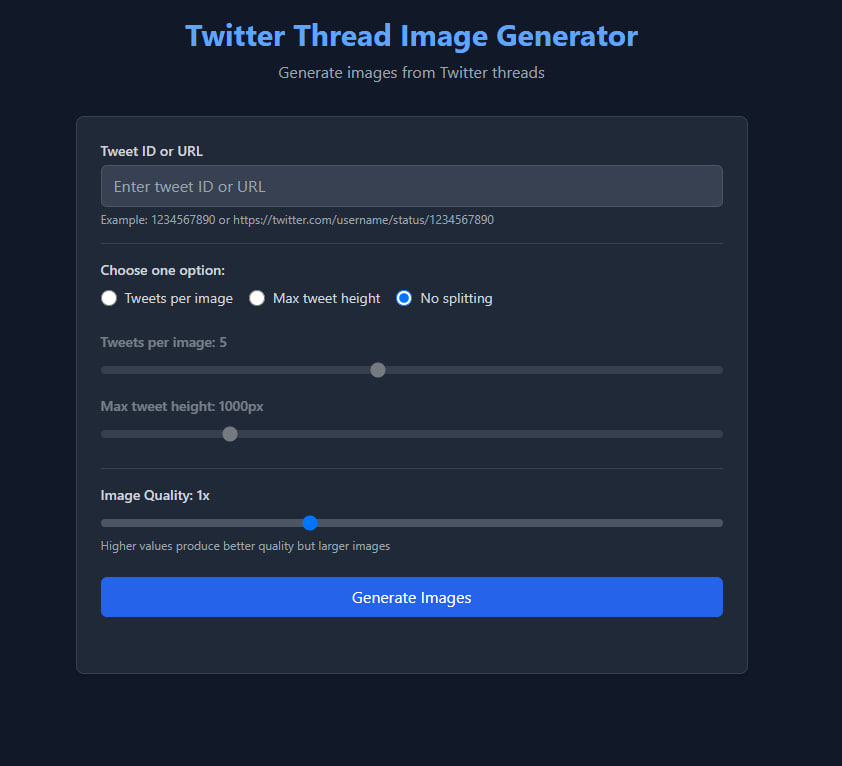 Twitter Thread Image Generator
Generate images from Twitter threads
Tweet ID or URL
Enter tweet ID or URL
Example: 1234567890 or https://twitter.com/username/status/1234567890
Choose one option:
Tweets per image Max tweet height No splitting
Tweets per image: 5
Max tweet height: 1000px
Image Quality: 1x
Higher values produce better quality but larger images
Generate Images